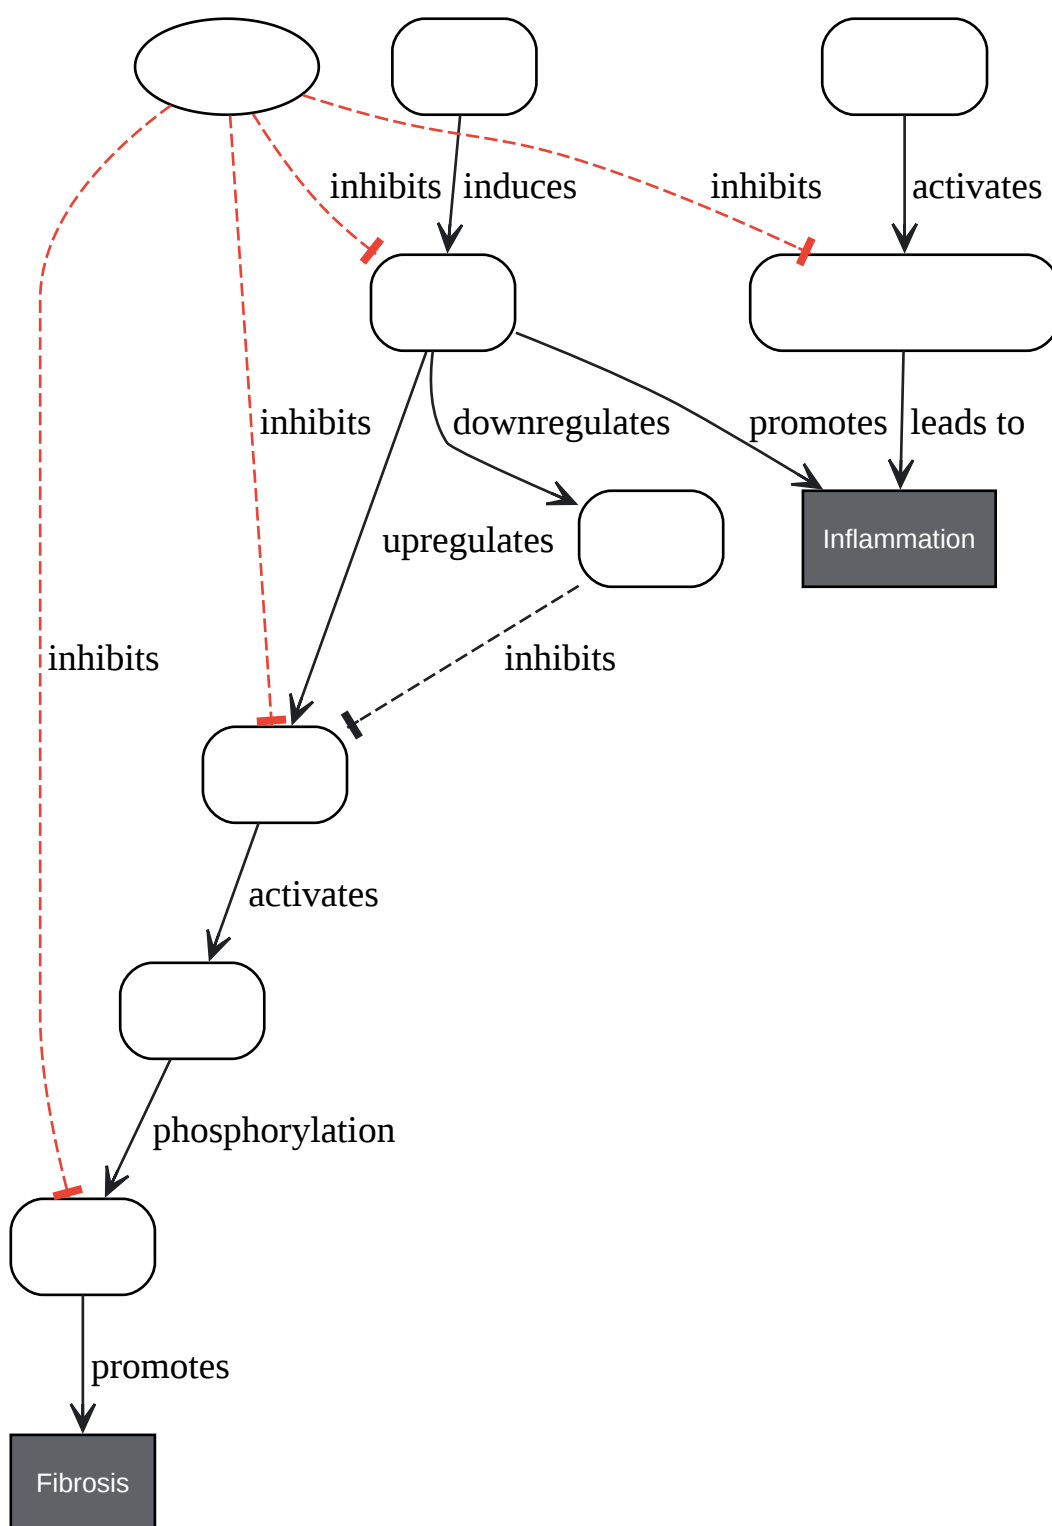 inhibits
induces
inhibits
activates
inhibits
downregulates
promotes
leads to
upregulates
Inflammation
inhibits
inhibits
activates
phosphorylation
promotes
Fibrosis